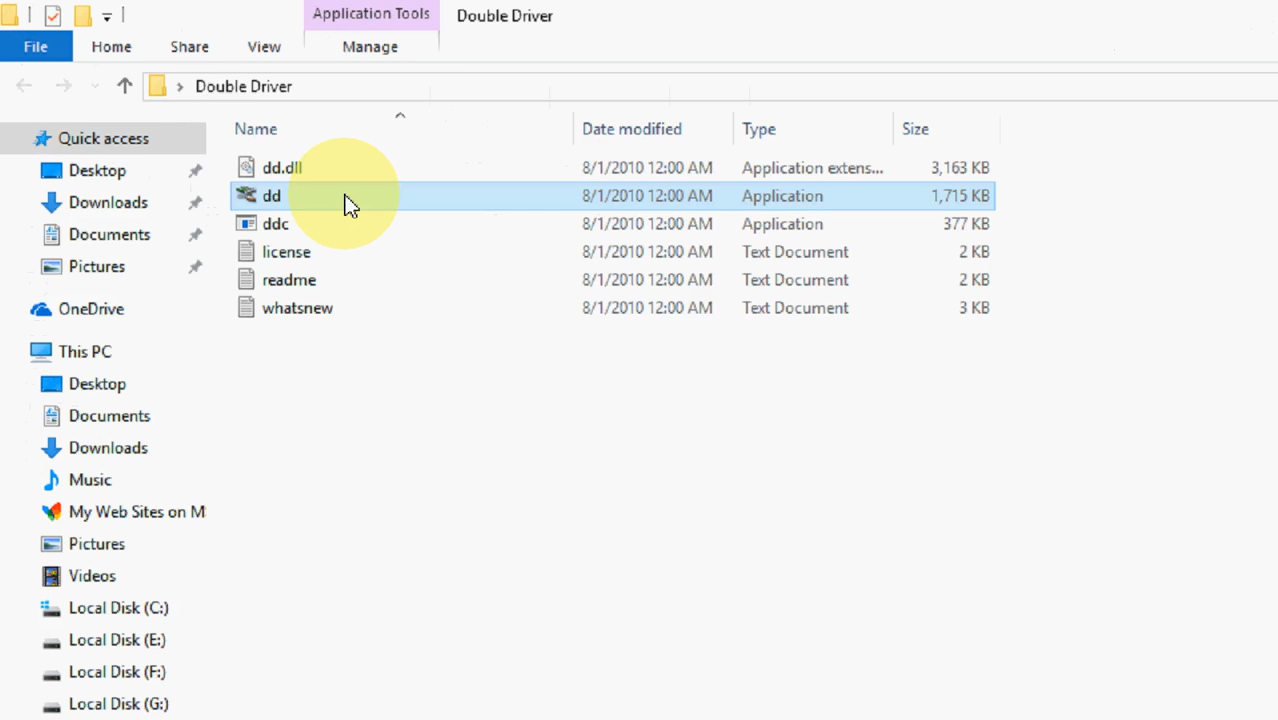 Application Tools
Double Driver
File
Home
Share
View
Manage
Double Driver
Name
Date modified
Type
Size
Quick access
Desktop
Downloads
Documents
Pictures
OneDrive
This PC
Desktop
Documents
Downloads
Music
My Web Sites on M
Pictures
Videos
Local Disk (C:)
Local Disk (E:)
Local Disk (F:)
Local Disk (G:)
dd.dll 8/1/2010 12:00 AM Application extens... 3,163 KB
dd 8/1/2010 12:00 AM Application 1,715 KB
ddc 8/1/2010 12:00 AM Application 377 KB
license 8/1/2010 12:00 AM Text Document 2 KB
readme 8/1/2010 12:00 AM Text Document 2 KB
whatsnew 8/1/2010 12:00 AM Text Document 3 KB